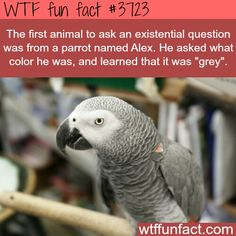 WTF fun fact #3723
The first animal to ask an existential question
was from a parrot named Alex. He asked what
color he was, and learned that it was "grey".
wtffunfact.com